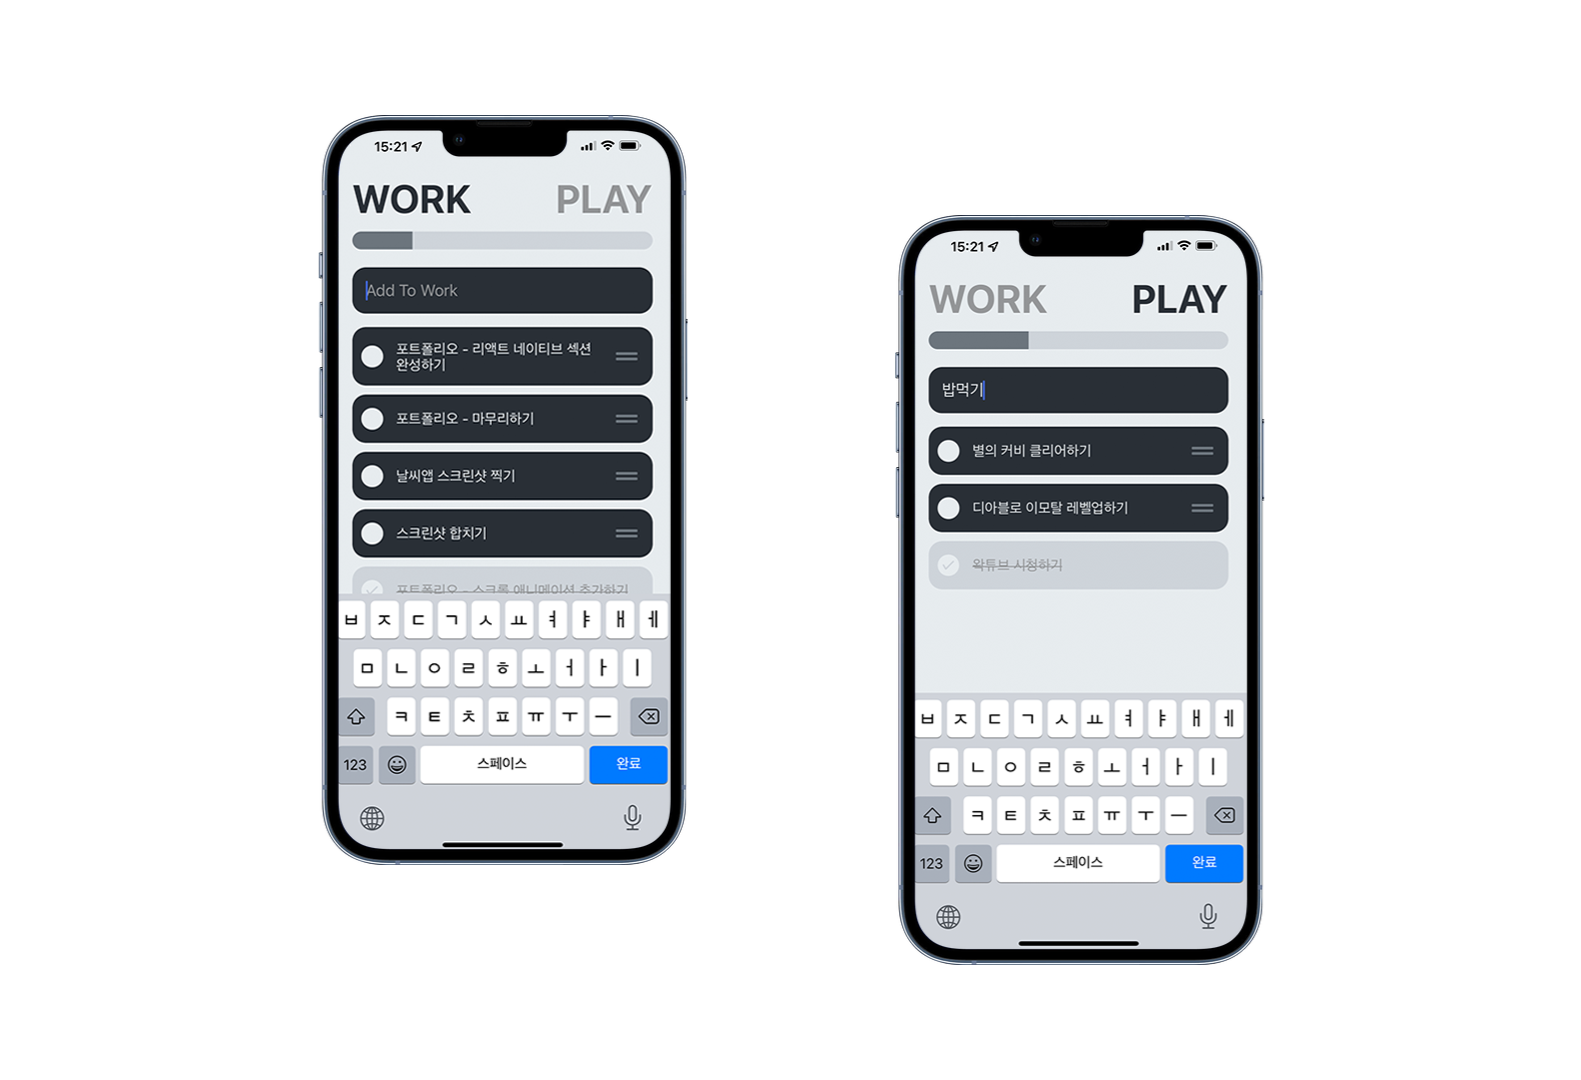 15:21
WORK PLAY
Add To Work
포트폴리오 - 리액트 네이티브 섹션
완성하기
포트폴리오 - 마무리하기
날씨앱 스크린샷 찍기
스크린샷 합치기
포트폴리오 - 스크롤 애니메이션 추가하기
ㅂ ㅈ ㄷ ㄱ ㅅ ㅛ ㅕ ㅑ ㅐ ㅔ
ㅁ ㄴ ㅇ ㄹ ㅎ ㅗ ㅓ ㅏ ㅣ
ㅋ ㅌ ㅊ ㅍ ㅠ ㅜ ㅡ
123 스페이스 완료
15:21
WORK PLAY
밥먹기
별의 커비 클리어하기
디아블로 이모탈 레벨업하기
왁튜브 시청하기
ㅂ ㅈ ㄷ ㄱ ㅅ ㅛ ㅕ ㅑ ㅐ ㅔ
ㅁ ㄴ ㅇ ㄹ ㅎ ㅗ ㅓ ㅏ ㅣ
ㅋ ㅌ ㅊ ㅍ ㅠ ㅜ ㅡ
123 스페이스 완료